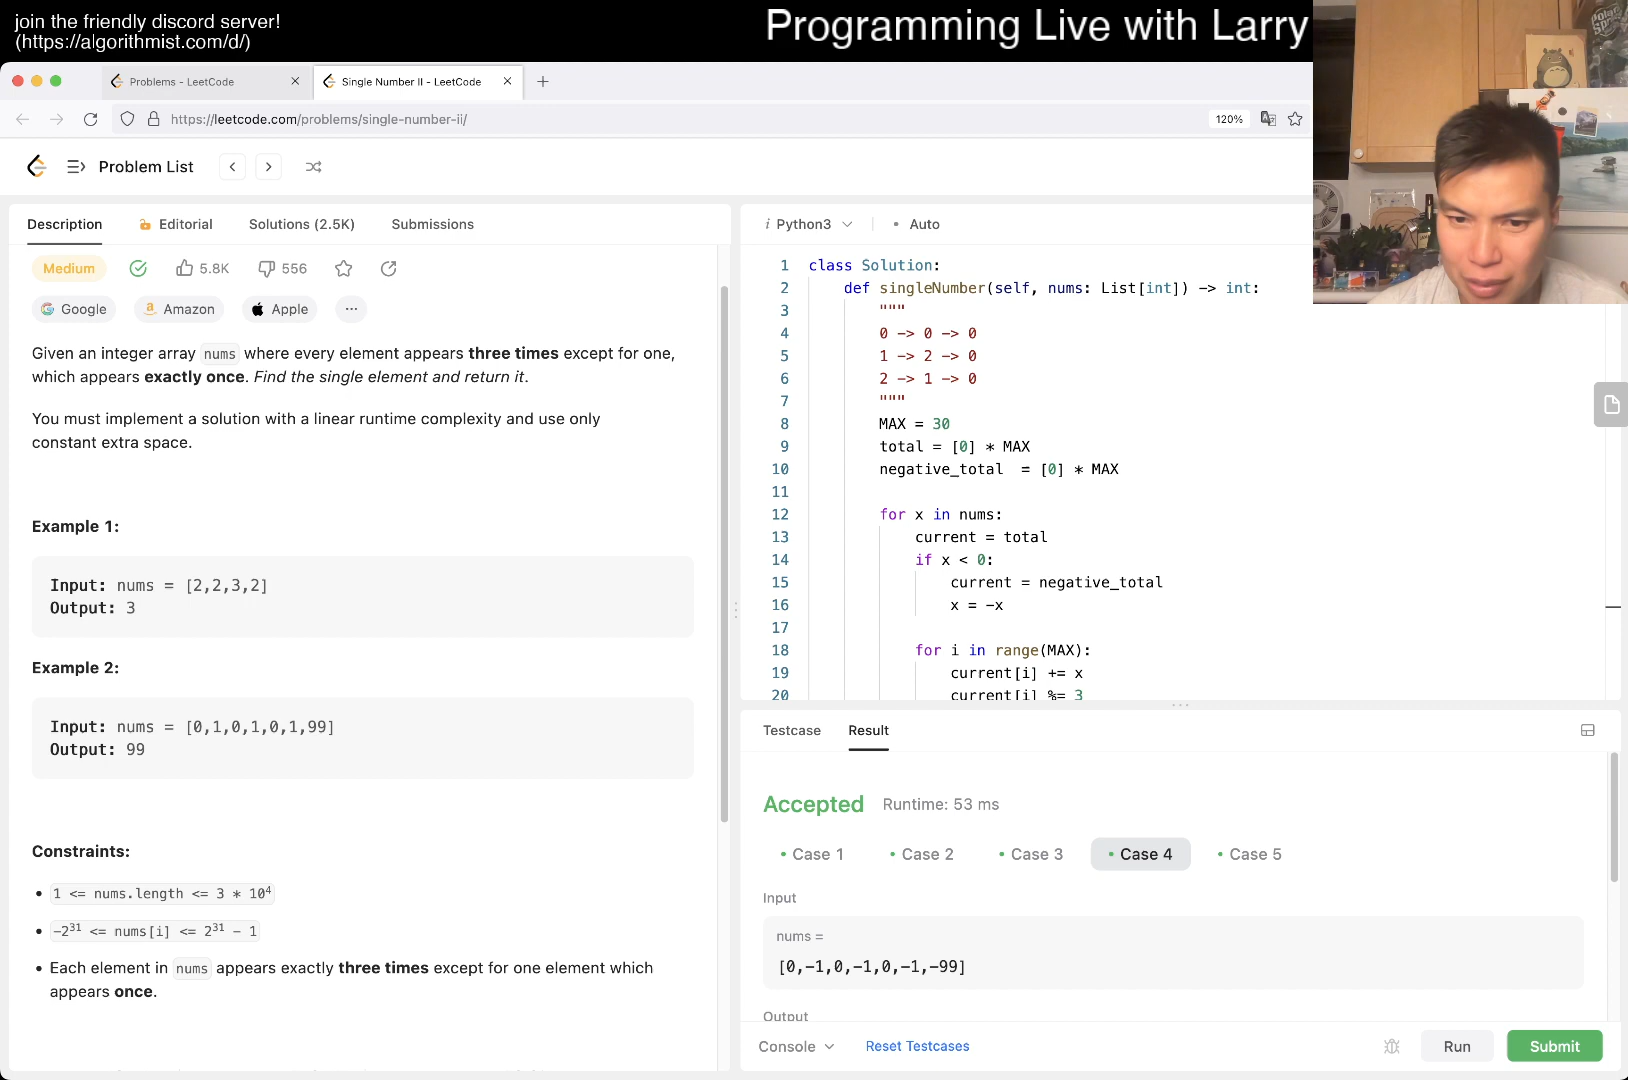 join the friendly discord server!
(https://algorithmist.com/d/)
Programming Live with Larry
Problems - LeetCode
Single Number II - LeetCode
https://leetcode.com/problems/single-number-ii/
120%
Problem List
Description
Editorial
Solutions (2.5K)
Submissions
Medium
5.8K
556
Google
Amazon
Apple
Given an integer array nums where every element appears three times except for one,
which appears exactly once. Find the single element and return it.
You must implement a solution with a linear runtime complexity and use only
constant extra space.
Example 1:
Input: nums = [2,2,3,2]
Output: 3
Example 2:
Input: nums = [0,1,0,1,0,1,99]
Output: 99
Constraints:
• 1 <= nums.length <= 3 * 10⁴
• -2³¹ <= nums[i] <= 2³¹ - 1
• Each element in nums appears exactly three times except for one element which
appears once.
i Python3
• Auto
1 class Solution:
2 def singleNumber(self, nums: List[int]) -> int:
3 """
4 0 -> 0 -> 0
5 1 -> 2 -> 0
6 2 -> 1 -> 0
7 """
8 MAX = 30
9 total = [0] * MAX
10 negative_total = [0] * MAX
11
12 for x in nums:
13 current = total
14 if x < 0:
15 current = negative_total
16 x = -x
17
18 for i in range(MAX):
19 current[i] += x
20 current[i] %= 3
Testcase
Result
Accepted
Runtime: 53 ms
• Case 1
• Case 2
• Case 3
• Case 4
• Case 5
Input
nums =
[0,-1,0,-1,0,-1,-99]
Output
Console
Reset Testcases
Run
Submit